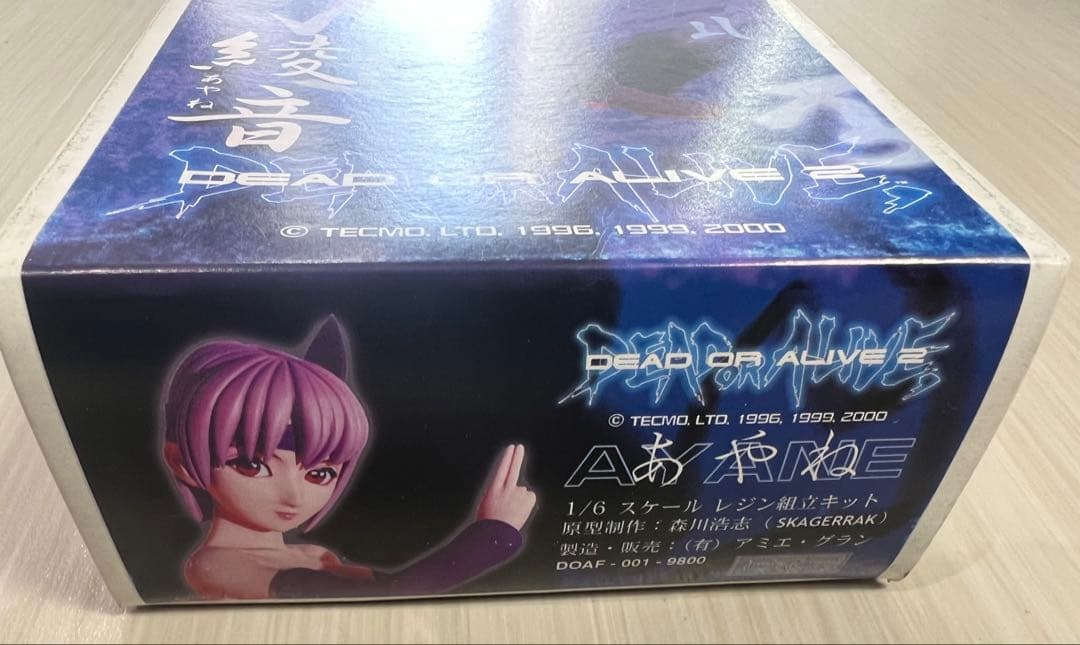 綾音
あやね
DEAD OR ALIVE 2
© TECMO, LTD. 1996, 1999, 2000
DEAD OR ALIVE
DEAD OR ALIVE 2
© TECMO, LTD. 1996, 1999, 2000
AYANE
あやね
1/6 スケール レジン組立キット
原型制作：森川浩志（SKAGERRAK）
製造・販売：（有）アミエ・グラン
DOAF-001-9800